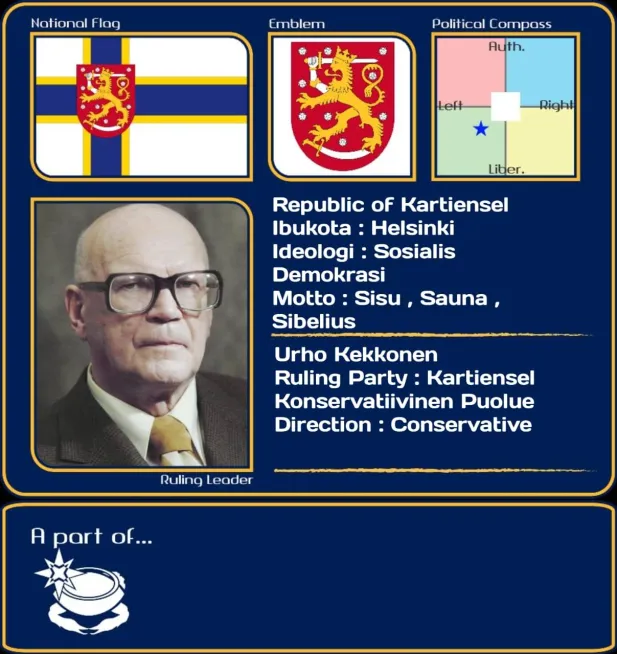 National Flag
Emblem
Political Compass
Auth.
Left
Right
Liber.
Republic of Kartiensel
Ibukota : Helsinki
Ideologi : Sosialis
Demokrasi
Motto : Sisu , Sauna ,
Sibelius
Urho Kekkonen
Ruling Party : Kartiensel
Konservatiivinen Puolue
Direction : Conservative
Ruling Leader
A part of...